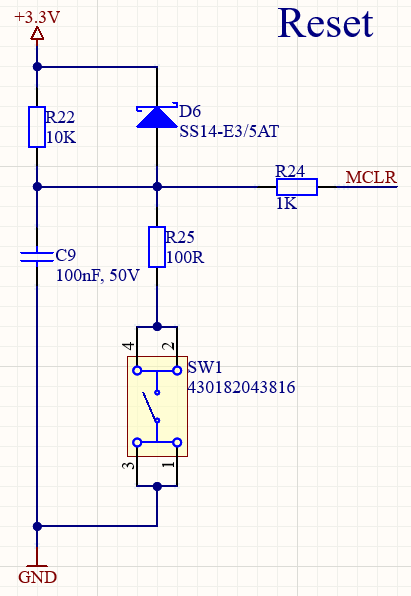 Reset
+3.3V
R22
10K
D6
SS14-E3/5AT
R24
1K
MCLR
R25
100R
C9
100nF, 50V
4
2
SW1
430182043816
3
1
GND